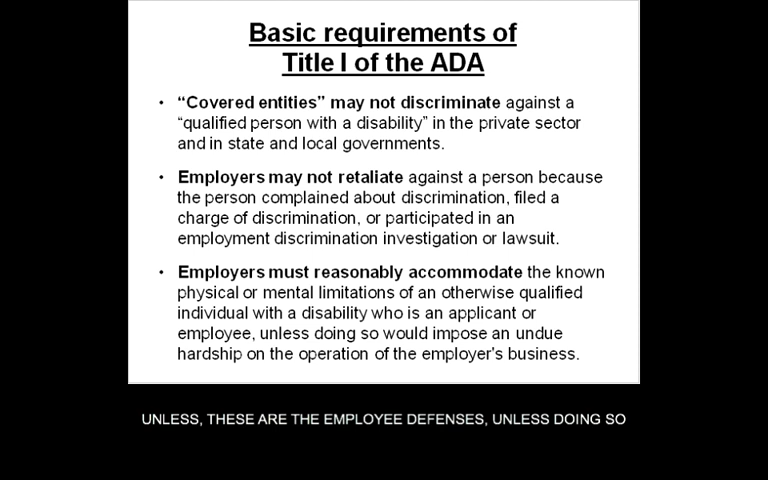 Basic requirements of
Title I of the ADA
• “Covered entities” may not discriminate against a
“qualified person with a disability” in the private sector
and in state and local governments.
• Employers may not retaliate against a person because
the person complained about discrimination, filed a
charge of discrimination, or participated in an
employment discrimination investigation or lawsuit.
• Employers must reasonably accommodate the known
physical or mental limitations of an otherwise qualified
individual with a disability who is an applicant or
employee, unless doing so would impose an undue
hardship on the operation of the employer's business.
UNLESS, THESE ARE THE EMPLOYEE DEFENSES, UNLESS DOING SO